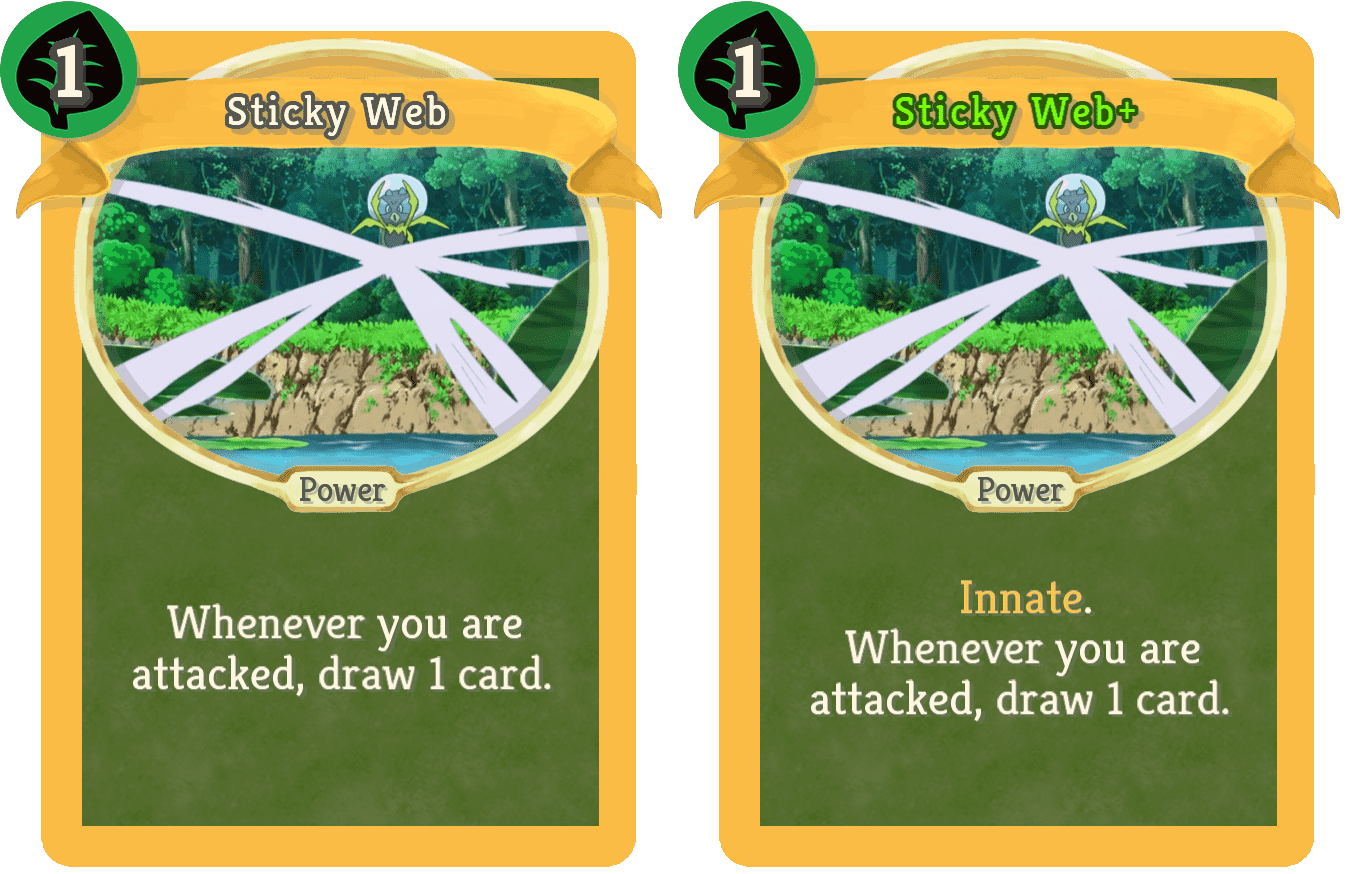 1
Sticky Web
Power
Whenever you are
attacked, draw 1 card.
1
Sticky Web+
Power
Innate.
Whenever you are
attacked, draw 1 card.